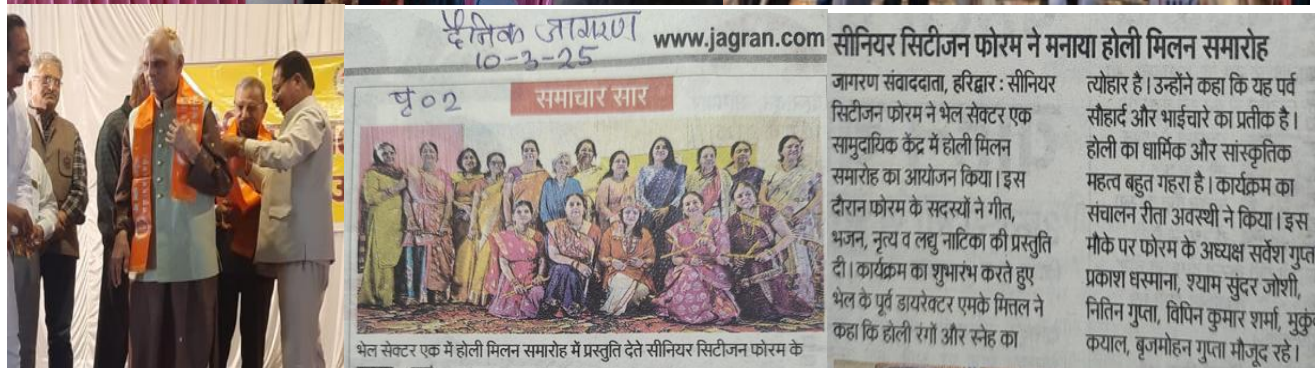 दैनिक जागरण
10-3-25
www.jagran.com
पृ0 2
समाचार सार
भेल सेक्टर एक में होली मिलन समारोह में प्रस्तुति देते सीनियर सिटीजन फोरम के
सीनियर सिटीजन फोरम ने मनाया होली मिलन समारोह
जागरण संवाददाता, हरिद्वार : सीनियर
सिटीजन फोरम ने भेल सेक्टर एक
सामुदायिक केंद्र में होली मिलन
समारोह का आयोजन किया। इस
दौरान फोरम के सदस्यों ने गीत,
भजन, नृत्य व लद्यु नाटिका की प्रस्तुति
दी। कार्यक्रम का शुभारंभ करते हुए
भेल के पूर्व डायरेक्टर एमके मित्तल ने
कहा कि होली रंगों और स्नेह का
त्योहार है। उन्होंने कहा कि यह पर्व
सौहार्द और भाईचारे का प्रतीक है।
होली का धार्मिक और सांस्कृतिक
महत्व बहुत गहरा है। कार्यक्रम का
संचालन रीता अवस्थी ने किया। इस
मौके पर फोरम के अध्यक्ष सर्वेश गुप्त
प्रकाश धस्माना, श्याम सुंदर जोशी,
नितिन गुप्ता, विपिन कुमार शर्मा, मुकं
कयाल, बृजमोहन गुप्ता मौजूद रहे।